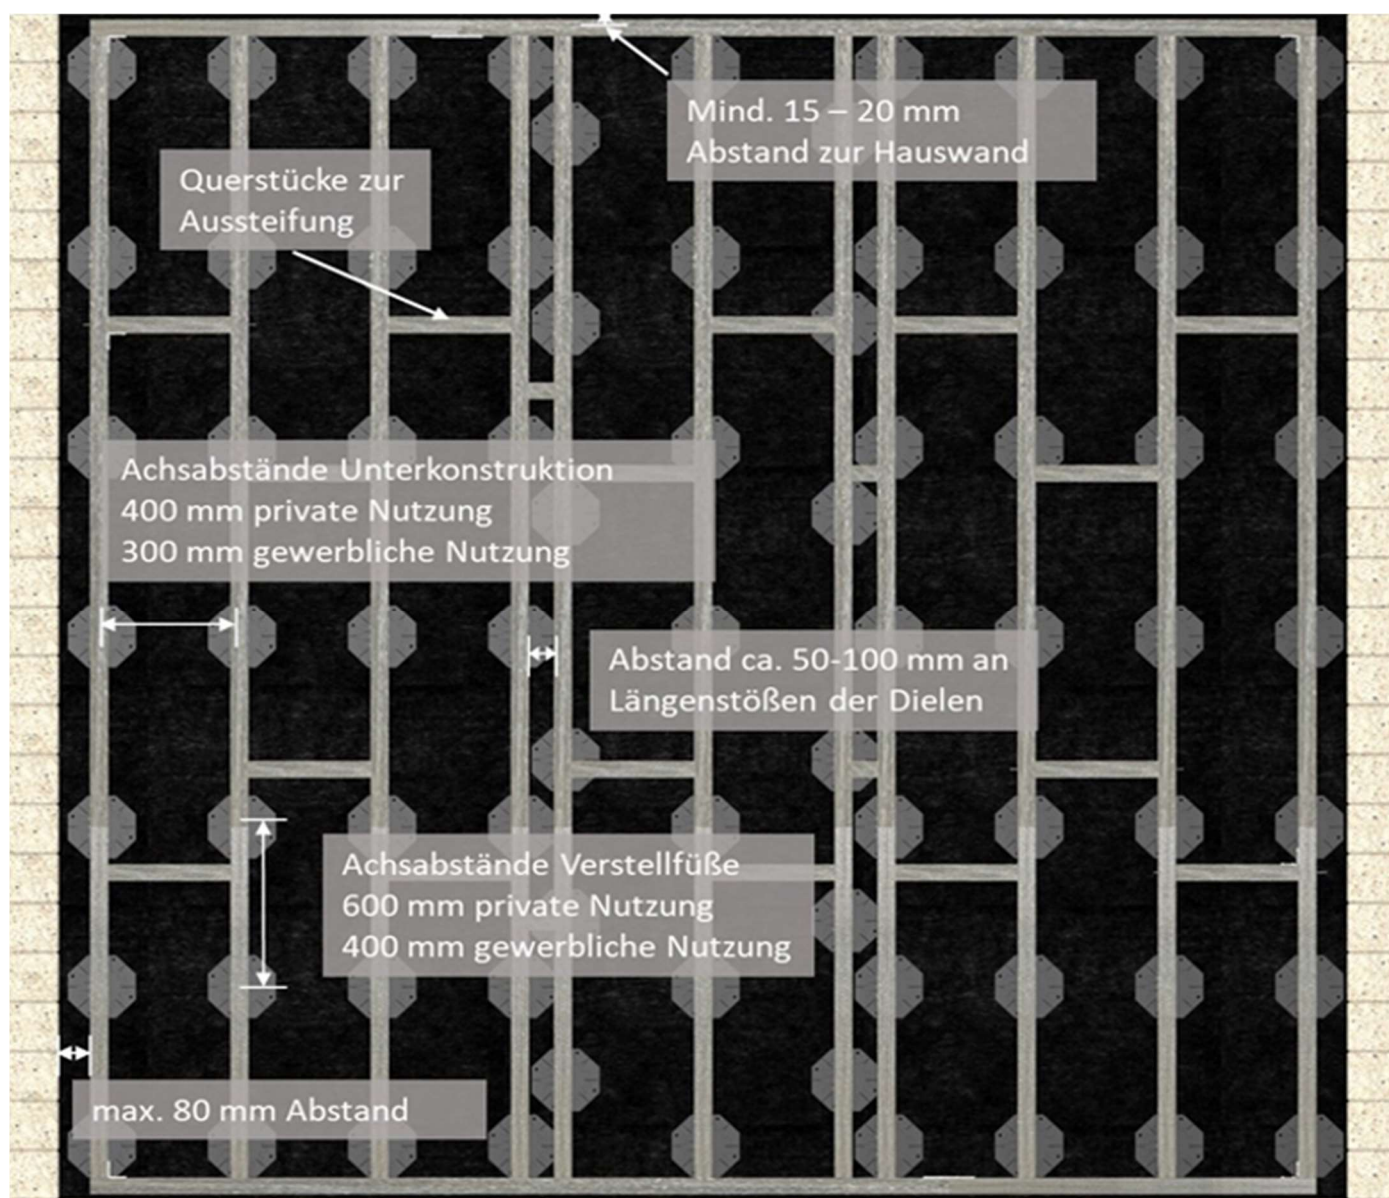 Mind. 15 – 20 mm
Abstand zur Hauswand
Querstücke zur
Aussteifung
Achsabstände Unterkonstruktion
400 mm private Nutzung
300 mm gewerbliche Nutzung
Abstand ca. 50-100 mm an
Längenstößen der Dielen
Achsabstände Verstellfüße
600 mm private Nutzung
400 mm gewerbliche Nutzung
max. 80 mm Abstand